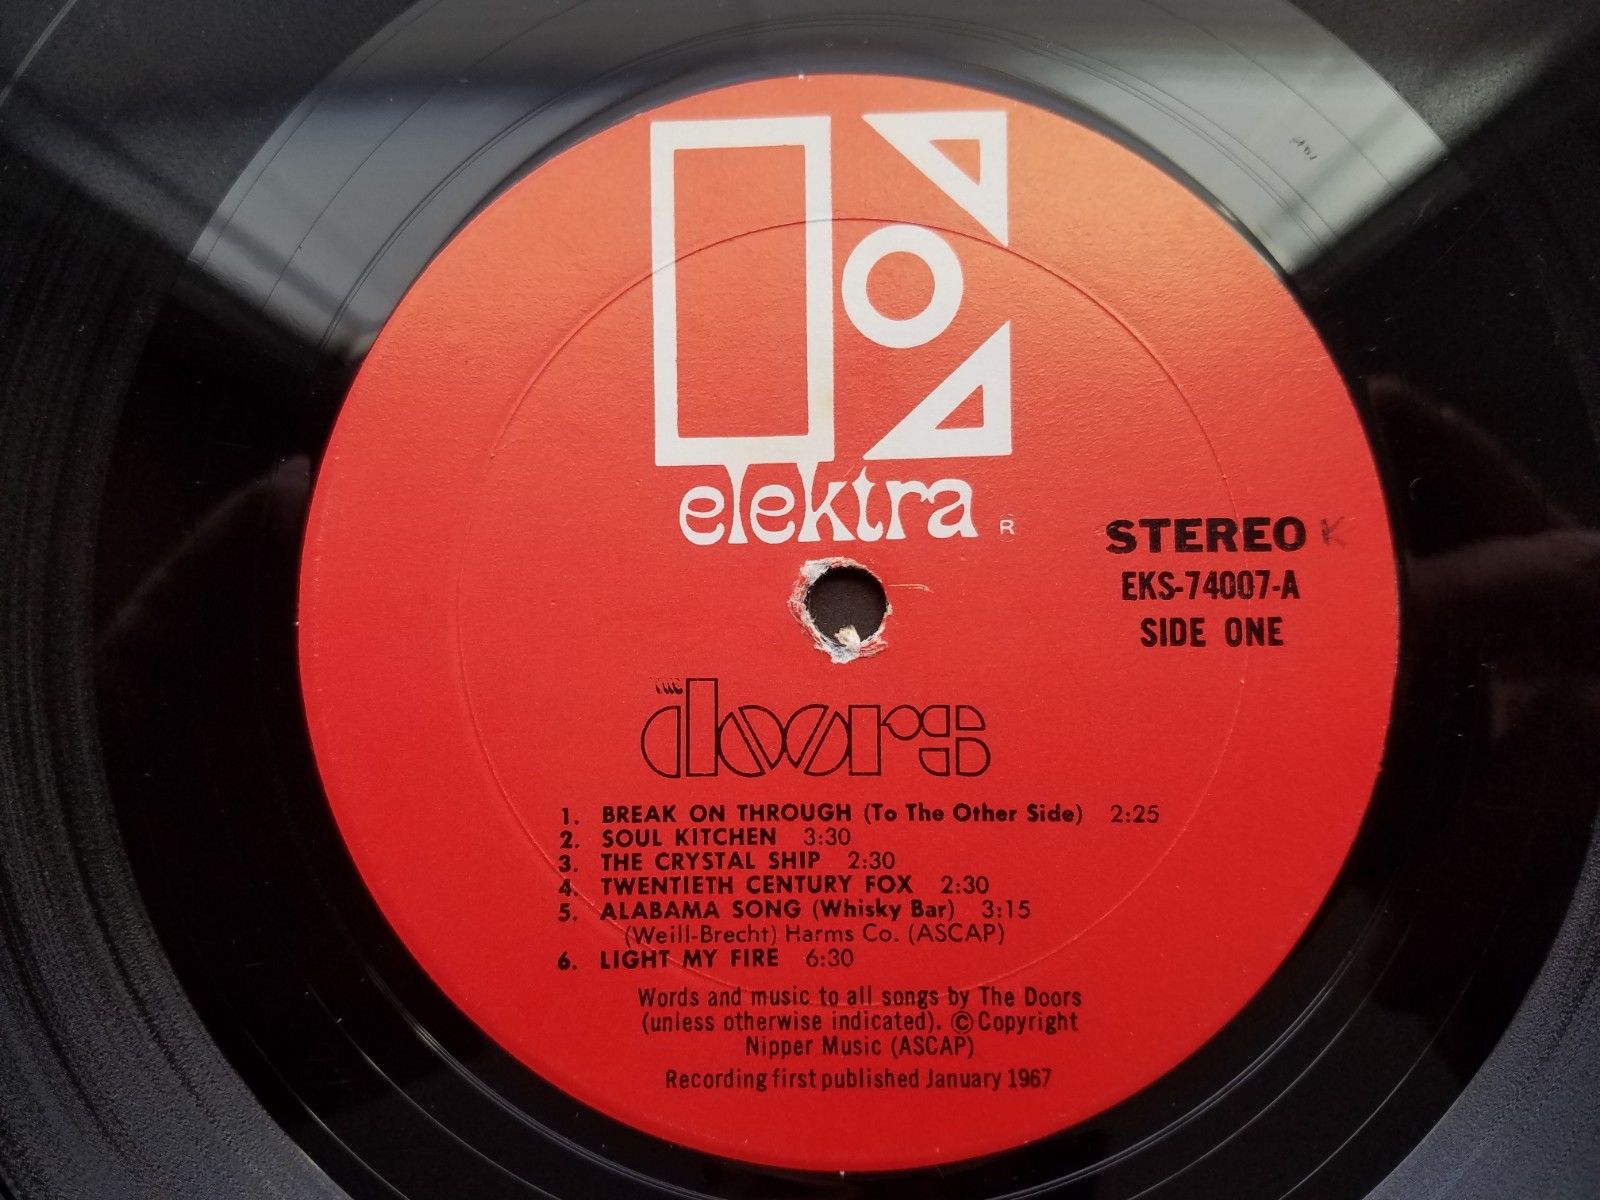 elektra ®
STEREO K
EKS-74007-A
SIDE ONE
THE
doors
1. BREAK ON THROUGH (To The Other Side) 2:25
2. SOUL KITCHEN 3:30
3. THE CRYSTAL SHIP 2:30
4. TWENTIETH CENTURY FOX 2:30
5. ALABAMA SONG (Whisky Bar) 3:15
(Weill-Brecht) Harms Co. (ASCAP)
6. LIGHT MY FIRE 6:30
Words and music to all songs by The Doors
(unless otherwise indicated). © Copyright
Nipper Music (ASCAP)
Recording first published January 1967